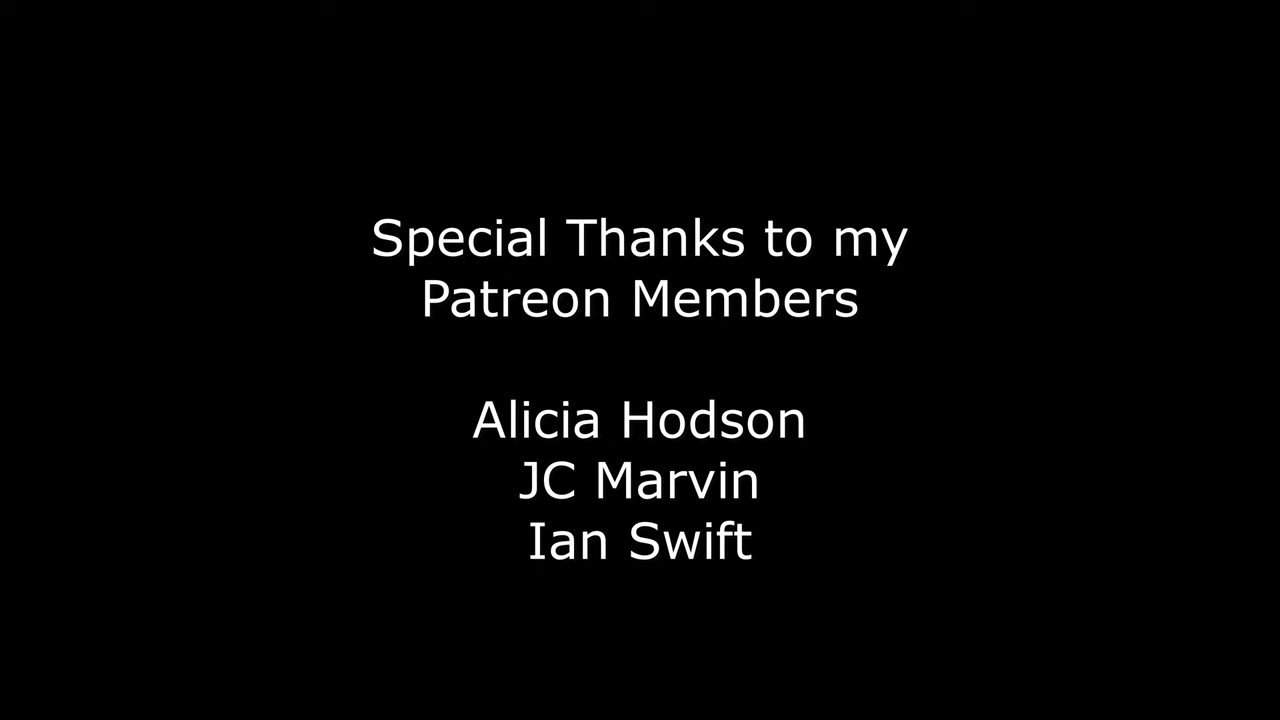 Special Thanks to my
Patreon Members
Alicia Hodson
JC Marvin
Ian Swift